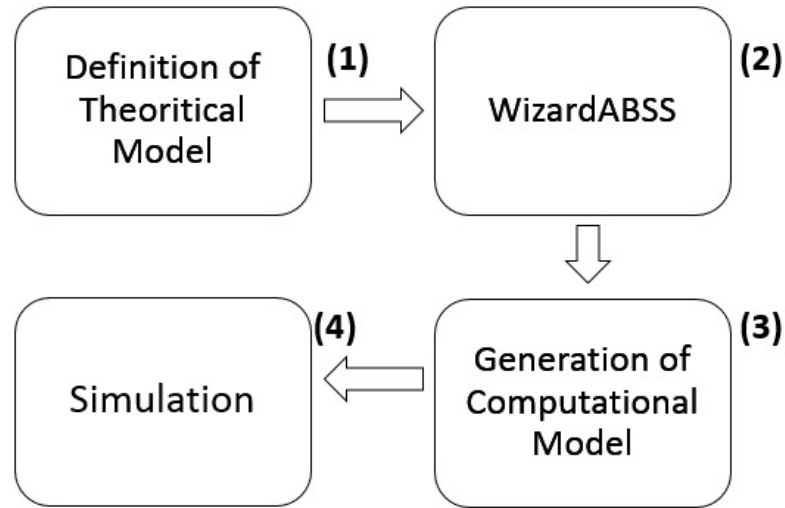 Definition of
Theoritical
Model
(1)
WizardABSS
(2)
Generation of
Computational
Model
(3)
Simulation
(4)